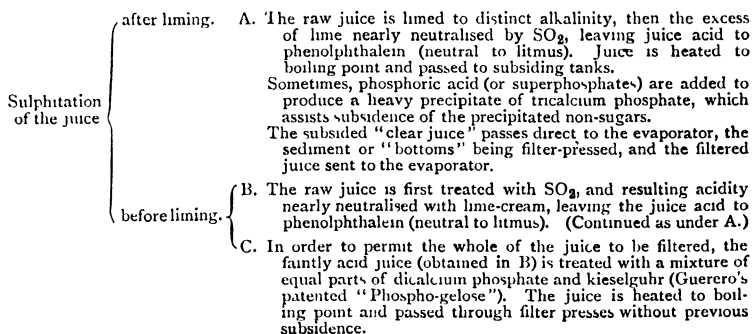 after liming. A. The raw juice is limed to distinct alkalinity, then the excess
of lime nearly neutralised by SO₂, leaving juice acid to
phenolphthalein (neutral to litmus). Juice is heated to
boiling point and passed to subsiding tanks.
Sometimes, phosphoric acid (or superphosphates) are added to
produce a heavy precipitate of tricalcium phosphate, which
assists subsidence of the precipitated non-sugars.
The subsided "clear juice" passes direct to the evaporator, the
sediment or "bottoms" being filter-pressed, and the filtered
juice sent to the evaporator.
Sulphitation
of the juice
before liming.
B. The raw juice is first treated with SO₂, and resulting acidity
nearly neutralised with lime-cream, leaving the juice acid to
phenolphthalein (neutral to litmus). (Continued as under A.)
C. In order to permit the whole of the juice to be filtered, the
faintly acid juice (obtained in B) is treated with a mixture of
equal parts of dicalcium phosphate and kieselguhr (Guerero's
patented "Phospho-gelose"). The juice is heated to boil-
ing point and passed through filter presses without previous
subsidence.